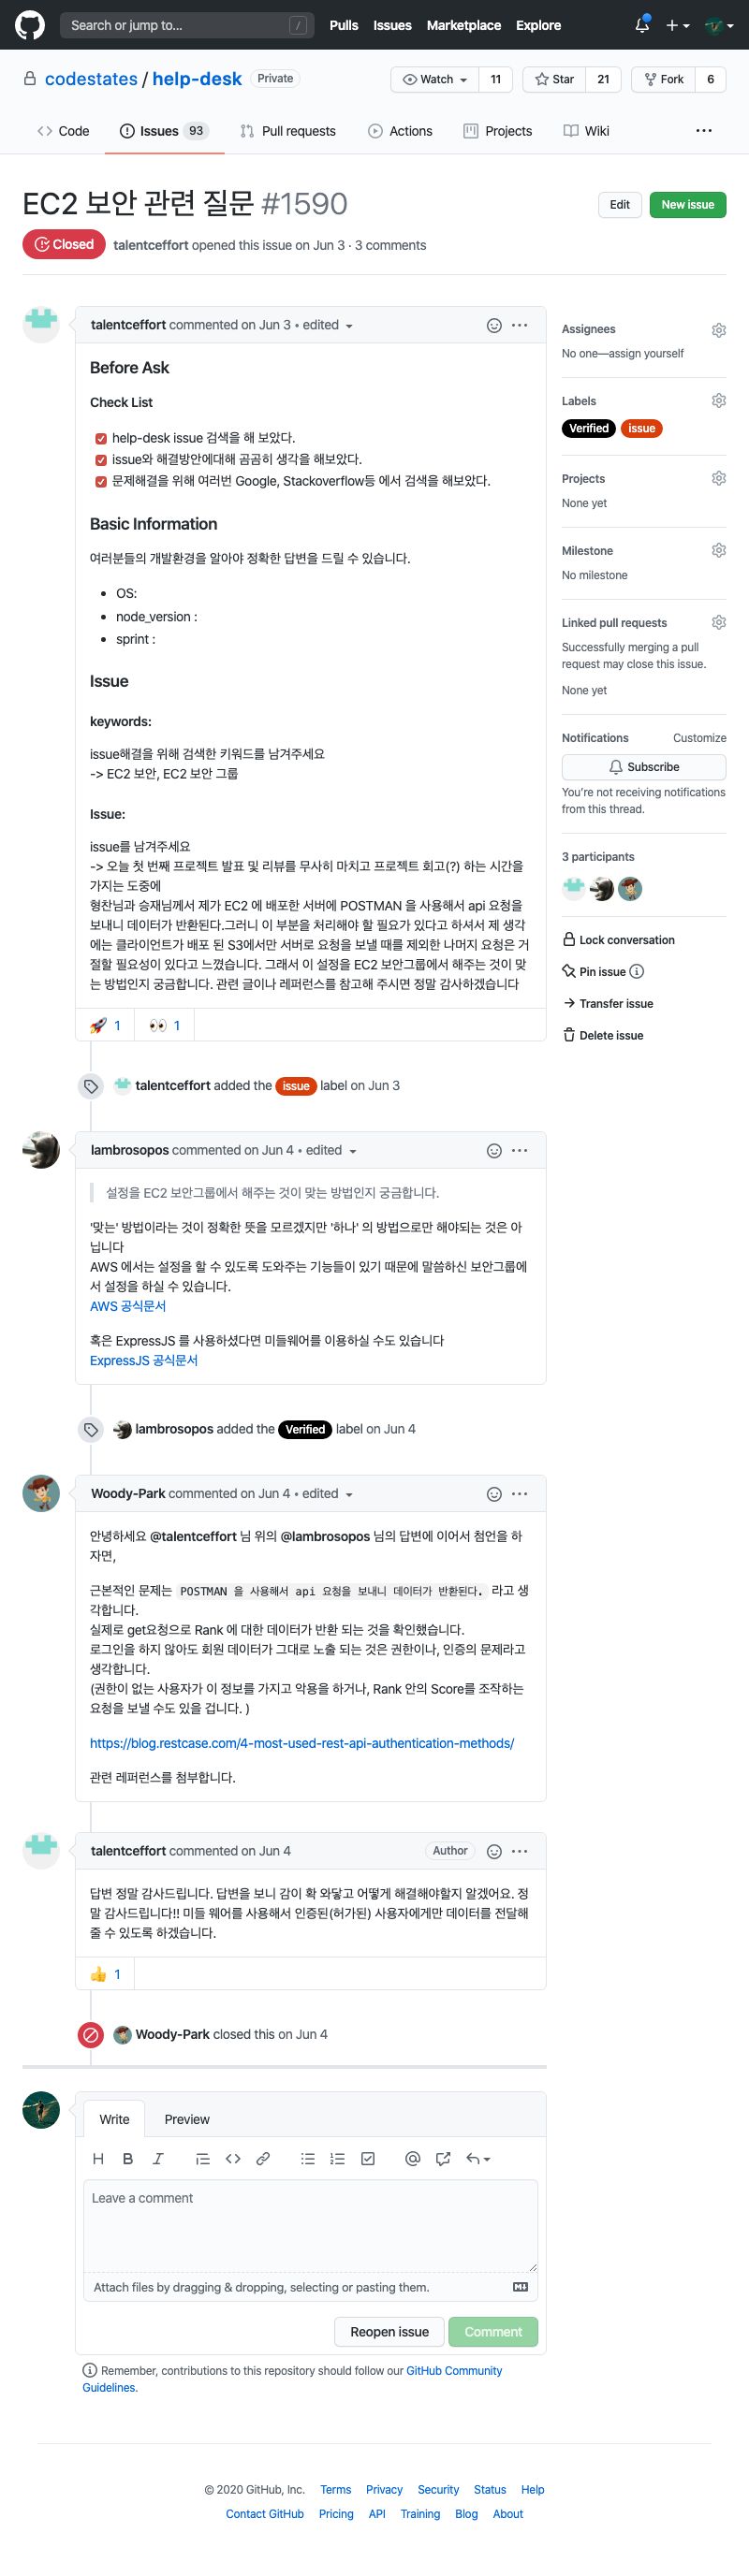 Search or jump to...
/
Pulls Issues Marketplace Explore
codestates / help-desk Private
Watch 11 Star 21 Fork 6
Code Issues 93 Pull requests Actions Projects Wiki ...
EC2 보안 관련 질문 #1590
Edit New issue
Closed talentceffort opened this issue on Jun 3 · 3 comments
talentceffort commented on Jun 3 • edited
Before Ask
Check List
help-desk issue 검색을 해 보았다.
issue와 해결방안에대해 곰곰히 생각을 해보았다.
문제해결을 위해 여러번 Google, Stackoverflow등 에서 검색을 해보았다.
Basic Information
여러분들의 개발환경을 알아야 정확한 답변을 드릴 수 있습니다.
• OS:
• node_version :
• sprint :
Issue
keywords:
issue해결을 위해 검색한 키워드를 남겨주세요
-> EC2 보안, EC2 보안 그룹
Issue:
issue를 남겨주세요
-> 오늘 첫 번째 프로젝트 발표 및 리뷰를 무사히 마치고 프로젝트 회고(?) 하는 시간을
가지는 도중에
형찬님과 승재님께서 제가 EC2 에 배포한 서버에 POSTMAN 을 사용해서 api 요청을
보내니 데이터가 반환된다.그러니 이 부분을 처리해야 할 필요가 있다고 하셔서 제 생각
에는 클라이언트가 배포 된 S3에서만 서버로 요청을 보낼 때를 제외한 나머지 요청은 거
절할 필요성이 있다고 느꼈습니다. 그래서 이 설정을 EC2 보안그룹에서 해주는 것이 맞
는 방법인지 궁금합니다. 관련 글이나 레퍼런스를 참고해 주시면 정말 감사하겠습니다
🚀 1 👀 1
talentceffort added the issue label on Jun 3
lambrosopos commented on Jun 4 • edited
설정을 EC2 보안그룹에서 해주는 것이 맞는 방법인지 궁금합니다.
'맞는' 방법이라는 것이 정확한 뜻을 모르겠지만 '하나' 의 방법으로만 해야되는 것은 아
닙니다
AWS 에서는 설정을 할 수 있도록 도와주는 기능들이 있기 때문에 말씀하신 보안그룹에
서 설정을 하실 수 있습니다.
AWS 공식문서
혹은 ExpressJS 를 사용하셨다면 미들웨어를 이용하실 수도 있습니다
ExpressJS 공식문서
lambrosopos added the Verified label on Jun 4
Woody-Park commented on Jun 4 • edited
안녕하세요 @talentceffort 님 위의 @lambrosopos 님의 답변에 이어서 첨언을 하
자면,
근본적인 문제는 POSTMAN 을 사용해서 api 요청을 보내니 데이터가 반환된다. 라고 생
각합니다.
실제로 get요청으로 Rank 에 대한 데이터가 반환 되는 것을 확인했습니다.
로그인을 하지 않아도 회원 데이터가 그대로 노출 되는 것은 권한이나, 인증의 문제라고
생각합니다.
(권한이 없는 사용자가 이 정보를 가지고 악용을 하거나, Rank 안의 Score를 조작하는
요청을 보낼 수도 있을 겁니다. )
https://blog.restcase.com/4-most-used-rest-api-authentication-methods/
관련 레퍼런스를 첨부합니다.
talentceffort commented on Jun 4 Author
답변 정말 감사드립니다. 답변을 보니 감이 확 와닿고 어떻게 해결해야할지 알겠어요. 정
말 감사드립니다!! 미들 웨어를 사용해서 인증된(허가된) 사용자에게만 데이터를 전달해
줄 수 있도록 하겠습니다.
👍 1
Woody-Park closed this on Jun 4
Write Preview
Leave a comment
Attach files by dragging & dropping, selecting or pasting them.
Reopen issue Comment
Remember, contributions to this repository should follow our GitHub Community
Guidelines.
Assignees
No one—assign yourself
Labels
Verified issue
Projects
None yet
Milestone
No milestone
Linked pull requests
Successfully merging a pull
request may close this issue.
None yet
Notifications Customize
Subscribe
You're not receiving notifications
from this thread.
3 participants
Lock conversation
Pin issue
Transfer issue
Delete issue
© 2020 GitHub, Inc. Terms Privacy Security Status Help
Contact GitHub Pricing API Training Blog About